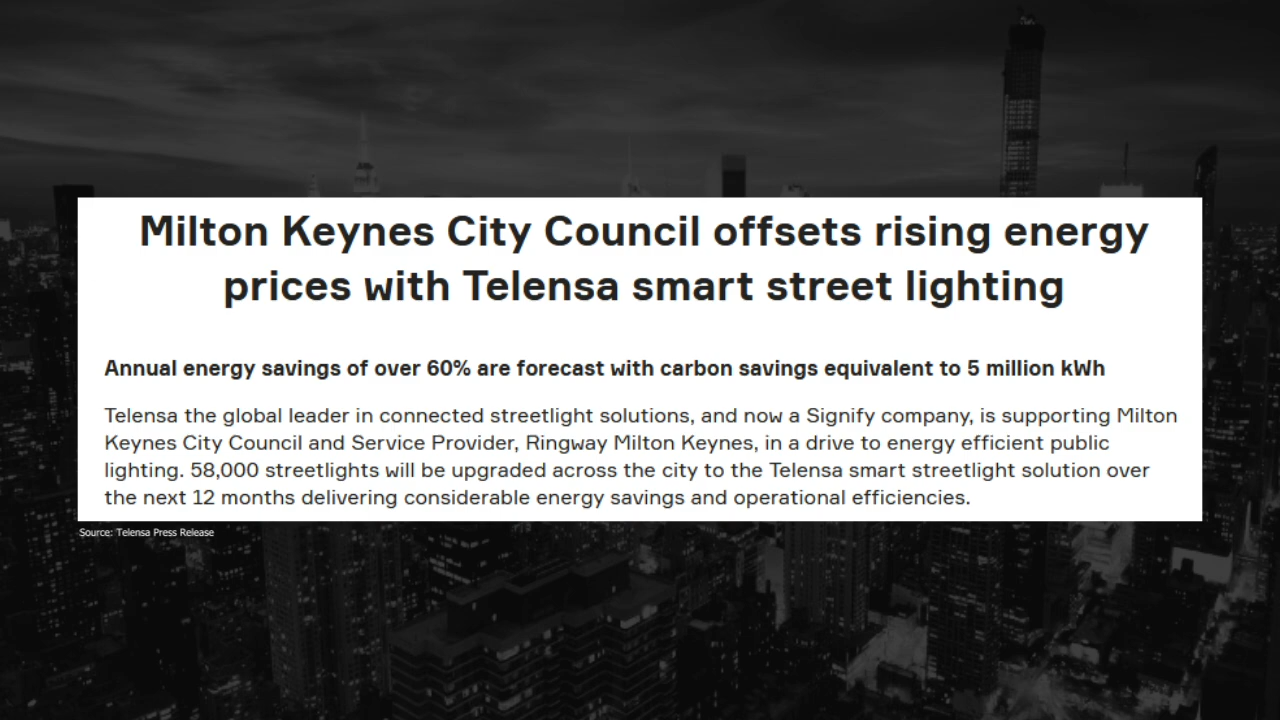 Milton Keynes City Council offsets rising energy
prices with Telensa smart street lighting
Annual energy savings of over 60% are forecast with carbon savings equivalent to 5 million kWh
Telensa the global leader in connected streetlight solutions, and now a Signify company, is supporting Milton
Keynes City Council and Service Provider, Ringway Milton Keynes, in a drive to energy efficient public
lighting. 58,000 streetlights will be upgraded across the city to the Telensa smart streetlight solution over
the next 12 months delivering considerable energy savings and operational efficiencies.
Source: Telensa Press Release